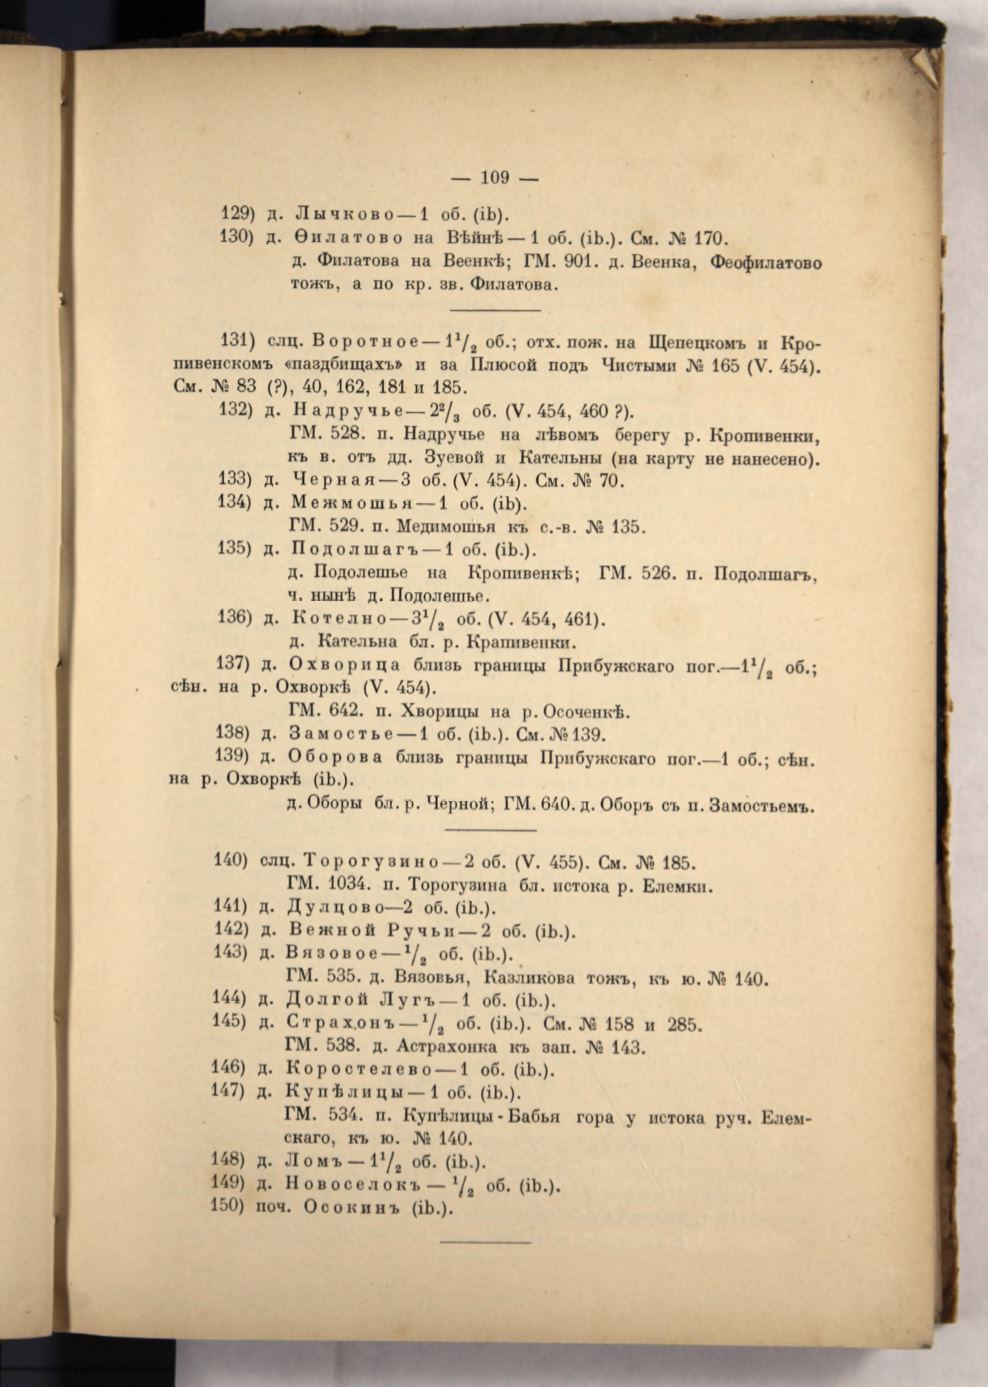 — 109 —
129) д. Лычково—1 об. (ib).
130) д. Ѳилатово на Вѣйнѣ—1 об. (ib.). См. № 170.
д. Филатова на Веенкѣ; ГМ. 901. д. Веенка, Феофилатово
тожъ, а по кр. зв. Филатова.
131) слц. Воротное—1¹/₂ об.; отх. пож. на Щепецкомъ и Кро-
пивенскомъ «паздбищахъ» и за Плюсой подъ Чистыми № 165 (V. 454).
См. № 83 (?), 40, 162, 181 и 185.
132) д. Надручье—2²/₃ об. (V. 454, 460 ?).
ГМ. 528. п. Надручье на лѣвомъ берегу р. Кропивенки,
къ в. отъ дд. Зуевой и Кательны (на карту не нанесено).
133) д. Черная—3 об. (V. 454). См. № 70.
134) д. Межмошья—1 об. (ib).
ГМ. 529. п. Медимошья къ с.-в. № 135.
135) д. Подолшагъ—1 об. (ib.).
д. Подолешье на Кропивенкѣ; ГМ. 526. п. Подолшагъ,
ч. нынѣ д. Подолешье.
136) д. Котелно—3¹/₂ об. (V. 454, 461).
д. Кательна бл. р. Крапивенки.
137) д. Охворица близь границы Прибужскаго пог.—1¹/₂ об.;
сѣн. на р. Охворкѣ (V. 454).
ГМ. 642. п. Хворицы на р. Осоченкѣ.
138) д. Замостье—1 об. (ib.). См. № 139.
139) д. Оборова близь границы Прибужскаго пог.—1 об.; сѣн.
на р. Охворкѣ (ib.).
д. Оборы бл. р. Черной; ГМ. 640. д. Оборъ съ п. Замостьемъ.
140) слц. Торогузино—2 об. (V. 455). См. № 185.
ГМ. 1034. п. Торогузина бл. истока р. Елемки.
141) д. Дулцово—2 об. (ib.).
142) д. Вежной Ручьи—2 об. (ib.).
143) д. Вязовое—¹/₂ об. (ib.).
ГМ. 535. д. Вязовья, Казликова тожъ, къ ю. № 140.
144) д. Долгой Лугъ—1 об. (ib.).
145) д. Страхонъ—¹/₂ об. (ib.). См. № 158 и 285.
ГМ. 538. д. Астрахонка къ зап. № 143.
146) д. Коростелево—1 об. (ib.).
147) д. Купѣлицы—1 об. (ib.).
ГМ. 534. п. Купѣлицы-Бабья гора у истока руч. Елем-
скаго, къ ю. № 140.
148) д. Ломъ—1¹/₂ об. (ib.).
149) д. Новоселокъ—¹/₂ об. (ib.).
150) поч. Осокинъ (ib.).